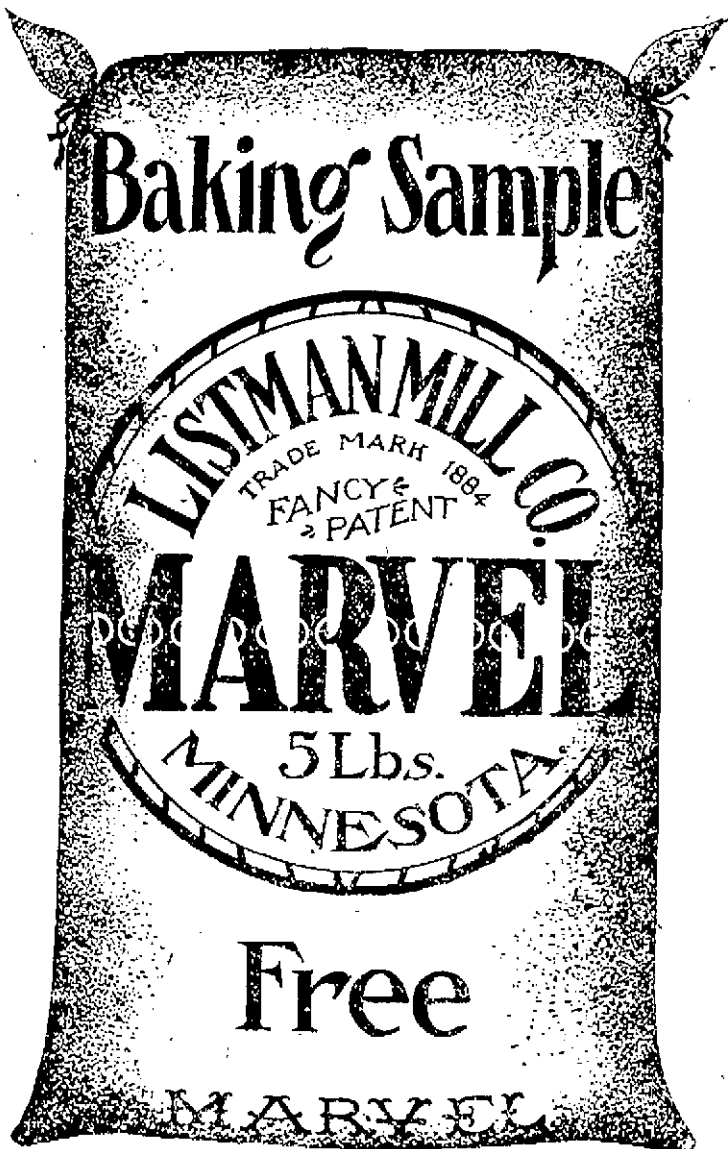 Baking Sample
LISTMAN MILL CO.
TRADE MARK 1884
FANCY &
PATENT
MARVEL
5 Lbs.
MINNESOTA.
Free
MARVEL